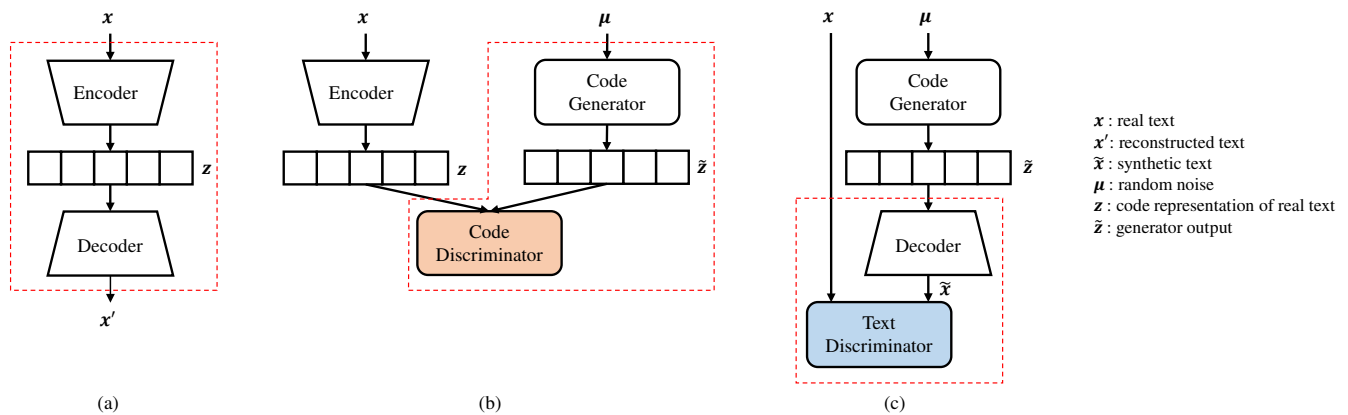 x
Encoder
z
Decoder
x′
(a)
x
μ
Encoder
Code
Generator
z
z̃
Code
Discriminator
(b)
x
μ
Code
Generator
z̃
Decoder
x̃
Text
Discriminator
(c)
x : real text
x′: reconstructed text
x̃ : synthetic text
μ : random noise
z : code representation of real text
z̃ : generator output